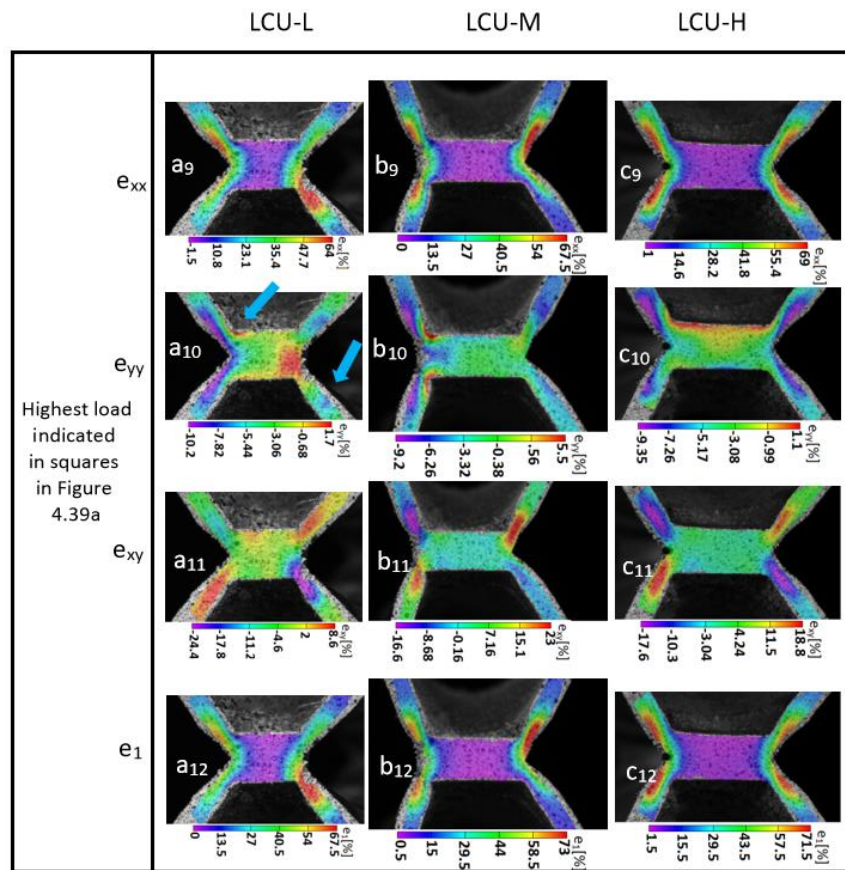 LCU-L LCU-M LCU-H
Highest load
indicated
in squares
in Figure
4.39a
exx
a9 b9 c9
exx[%] exx[%] exx[%]
-1.5 10.8 23.1 35.4 47.7 64
0 13.5 27 40.5 54 67.5
1 14.6 28.2 41.8 55.4 69
eyy
a10 b10 c10
eyy[%] eyy[%] eyy[%]
-10.2 -7.82 -5.44 -3.06 -0.68 1.7
-9.2 -6.26 -3.32 -0.38 .56 5.5
-9.35 -7.26 -5.17 -3.08 -0.99 1.1
exy
a11 b11 c11
exy[%] exy[%] exy[%]
-24.4 -17.8 -11.2 -4.6 2 8.6
-16.6 -8.68 -0.16 7.16 15.1 23
-17.6 -10.3 -3.04 4.24 11.5 18.8
e1
a12 b12 c12
e1[%] e1[%] e1[%]
0 13.5 27 40.5 54 67.5
0.5 15 29.5 44 58.5 73
1.5 15.5 29.5 43.5 57.5 71.5